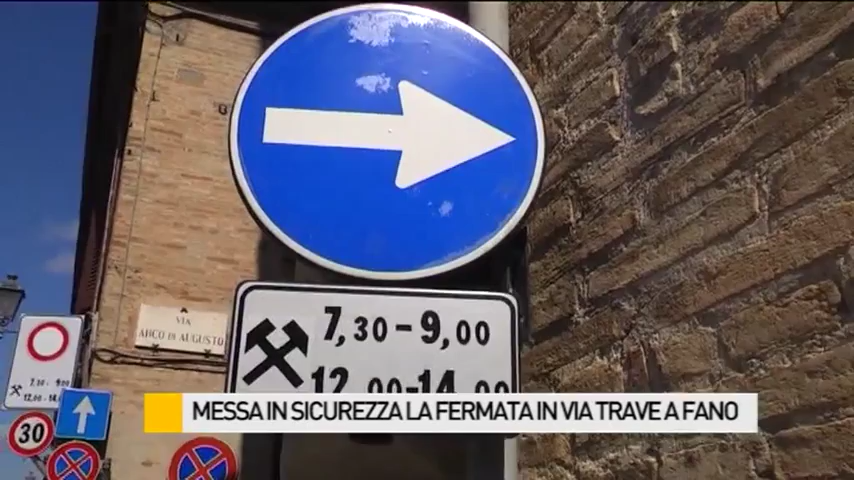 7,30-9,00
12,00-14,00
VIA
ARCO DI AUGUSTO
7,30-9,00
12,00-14,00
30
MESSA IN SICUREZZA LA FERMATA IN VIA TRAVE A FANO